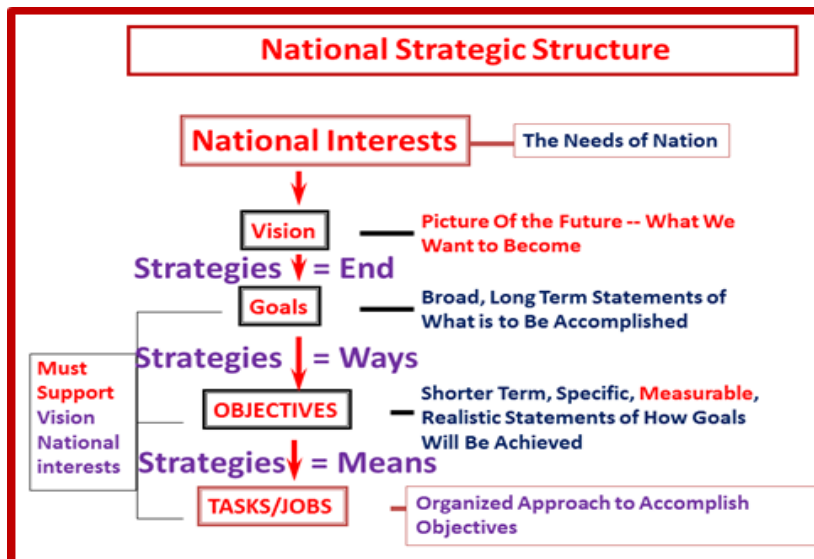 National Strategic Structure
National Interests
The Needs of Nation
Vision
Picture Of the Future -- What We
Want to Become
Strategies = End
Goals
Broad, Long Term Statements of
What is to Be Accomplished
Strategies = Ways
Must
Support
Vision
National
interests
OBJECTIVES
Shorter Term, Specific, Measurable,
Realistic Statements of How Goals
Will Be Achieved
Strategies = Means
TASKS/JOBS
Organized Approach to Accomplish
Objectives